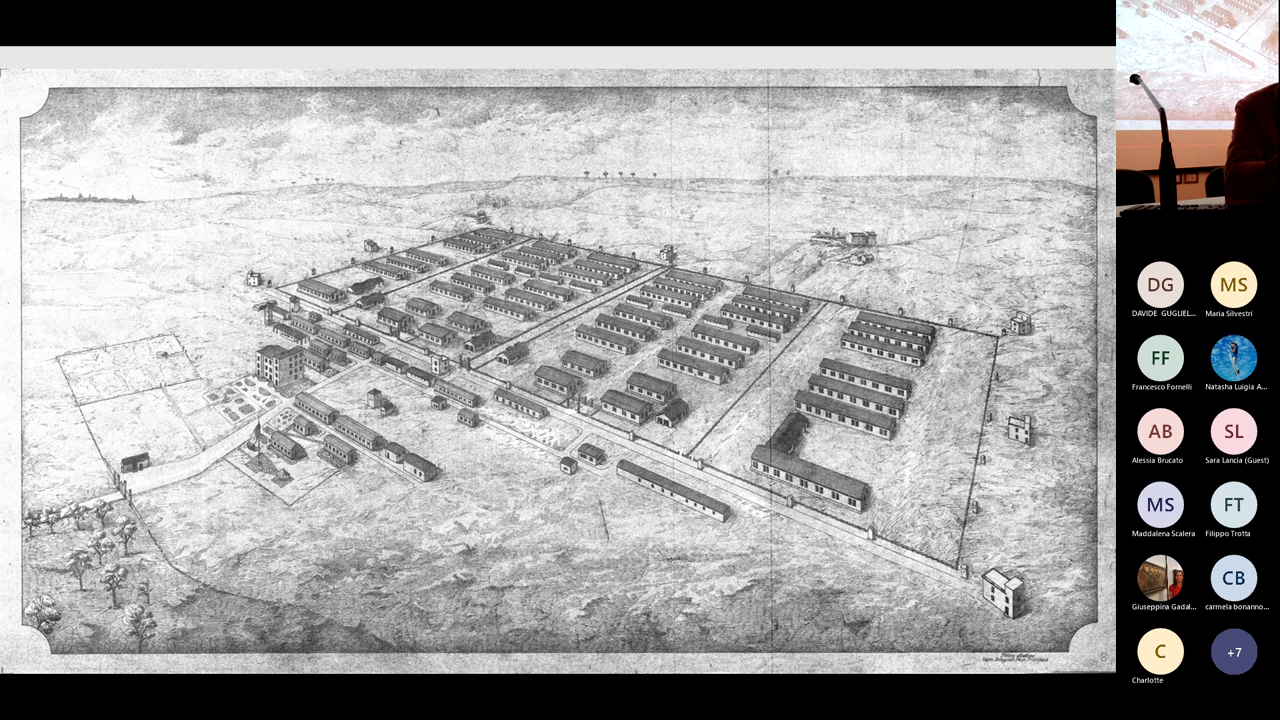 DG
MS
DAVIDE GUGLIEL...
Maria Silvestri
FF
Francesco Fornelli
Natasha Luigia A...
AB
SL
Alessia Brucato
Sara Lancia (Guest)
MS
FT
Maddalena Scalera
Filippo Trotta
CB
Giuseppina Gadal...
carmela bonanno...
C
+7
Charlotte
8